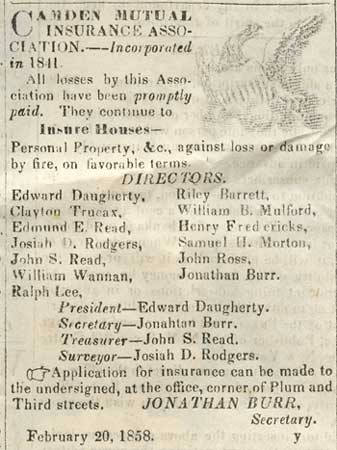 CAMDEN MUTUAL
INSURANCE ASSO-
CIATION.—Incorporated
in 1841.
All losses by this Asso-
ciation have been promptly
paid. They continue to
Insure Houses—
Personal Property, &c., against loss or damage
by fire, on favorable terms.
DIRECTORS.
Edward Daugherty, Riley Barrett,
Clayton Truax, William B. Mulford,
Edmund E. Read, Henry Fredericks,
Josiah D. Rodgers, Samuel H. Morton,
John S. Read, John Ross,
William Wannan, Jonathan Burr.
Ralph Lee,
President—Edward Daugherty.
Secretary—Jonahtan Burr.
Treasurer—John S. Read.
Surveyor—Josiah D. Rodgers.
☞Application for insurance can be made to
the undersigned, at the office, corner of Plum and
Third streets. JONATHAN BURR,
Secretary.
February 20, 1858. y